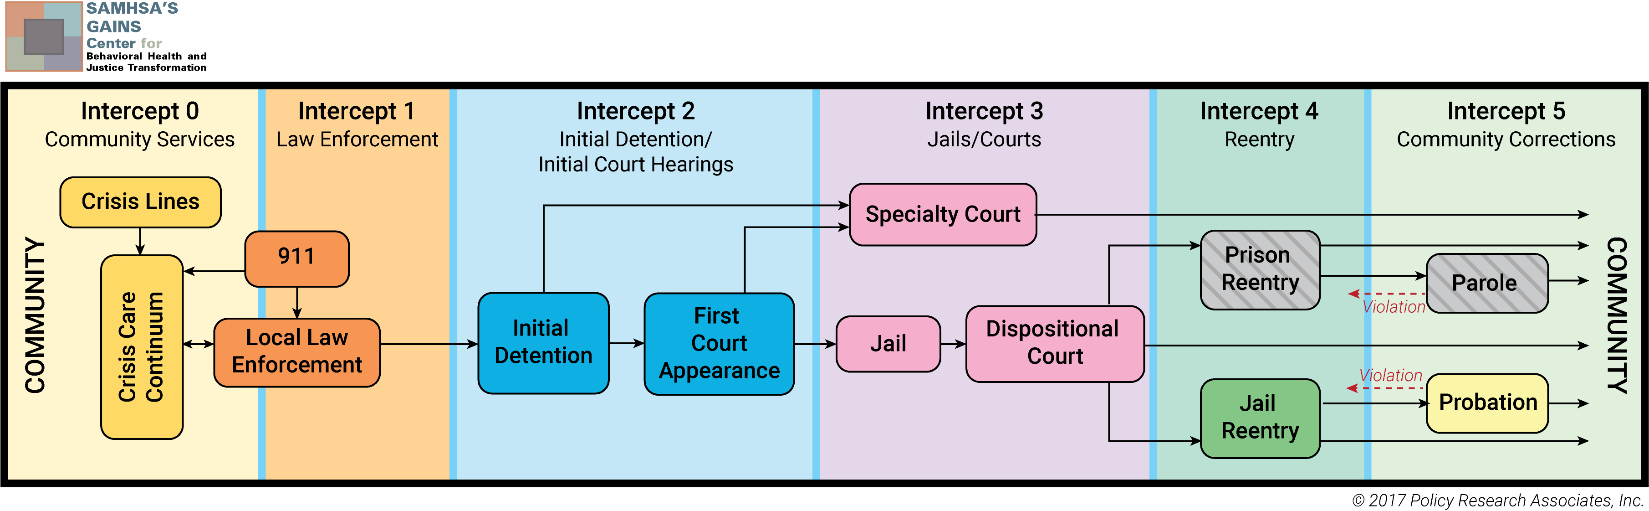 SAMHSA'S
GAINS
Center for
Behavioral Health and
Justice Transformation
Intercept 0
Community Services
Intercept 1
Law Enforcement
Intercept 2
Initial Detention/
Initial Court Hearings
Intercept 3
Jails/Courts
Intercept 4
Reentry
Intercept 5
Community Corrections
COMMUNITY
Crisis Lines
Crisis Care
Continuum
911
Local Law
Enforcement
Initial
Detention
First
Court
Appearance
Specialty Court
Jail
Dispositional
Court
Prison
Reentry
Parole
Violation
Violation
Jail
Reentry
Probation
COMMUNITY
© 2017 Policy Research Associates, Inc.